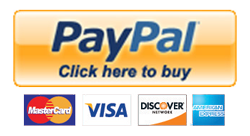 PayPal
Click here to buy
MasterCard VISA DISCOVER AMERICAN
NETWORK EXPRESS